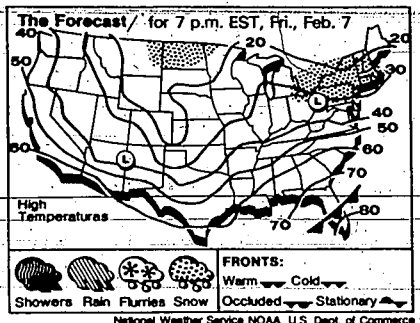 The Forecast / for 7 p.m. EST, Fri., Feb. 7
40
20
20
50
30
L
40
50
60
L
60
70
High
Temperatures
70
80
FRONTS:
Warm Cold
Showers Rain Flurries Snow
Occluded Stationary
National Weather Service NOAA U.S. Dept. of Commerce